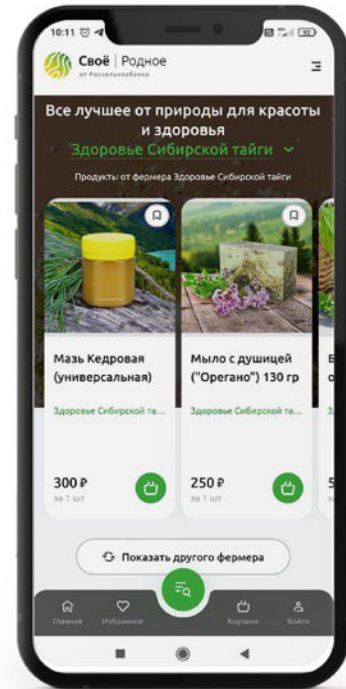 10:11
92
Своё | Родное
от Россельхозбанка
Все лучшее от природы для красоты
и здоровья
Здоровье Сибирской тайги
Продукты от фермера Здоровье Сибирской тайги
Мазь Кедровая
(универсальная)
Здоровье Сибирской та...
300 ₽
за 1 шт
Мыло с душицей
("Орегано") 130 гр
Здоровье Сибирской та...
250 ₽
за 1 шт
Показать другого фермера
Главная
Избранное
Корзина
Войти